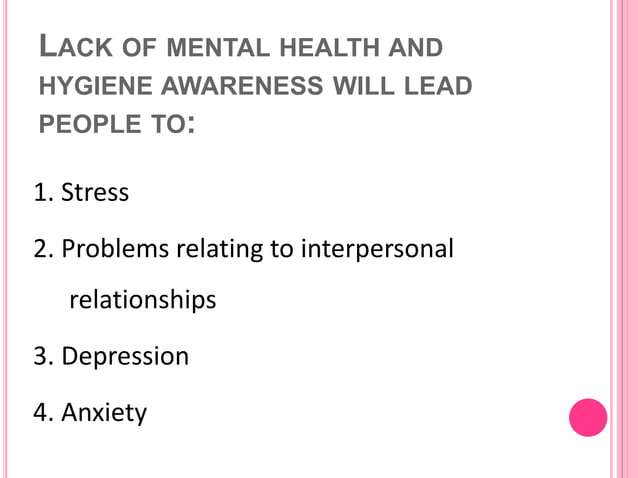 LACK OF MENTAL HEALTH AND
HYGIENE AWARENESS WILL LEAD
PEOPLE TO:
1. Stress
2. Problems relating to interpersonal
relationships
3. Depression
4. Anxiety